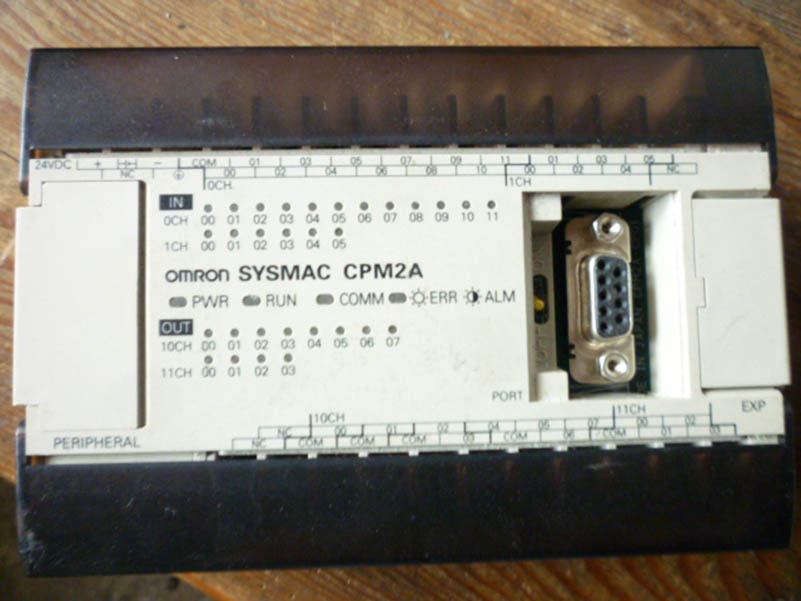 24VDC + - COM 01 03 05 07 09 11 01 03 05
NC 00 02 04 06 08 10 00 02 04 NC
0CH. 1CH
IN
0CH 00 01 02 03 04 05 06 07 08 09 10 11
1CH 00 01 02 03 04 05
OMRON SYSMAC CPM2A
PWR RUN COMM ERR ALM
OUT
10CH 00 01 02 03 04 05 06 07
11CH 00 01 02 03
PORT
10CH 11CH EXP
NC 00 01 02 04 05 07 00 02
NC COM COM COM 03 COM 06 COM 01 03
PERIPHERAL